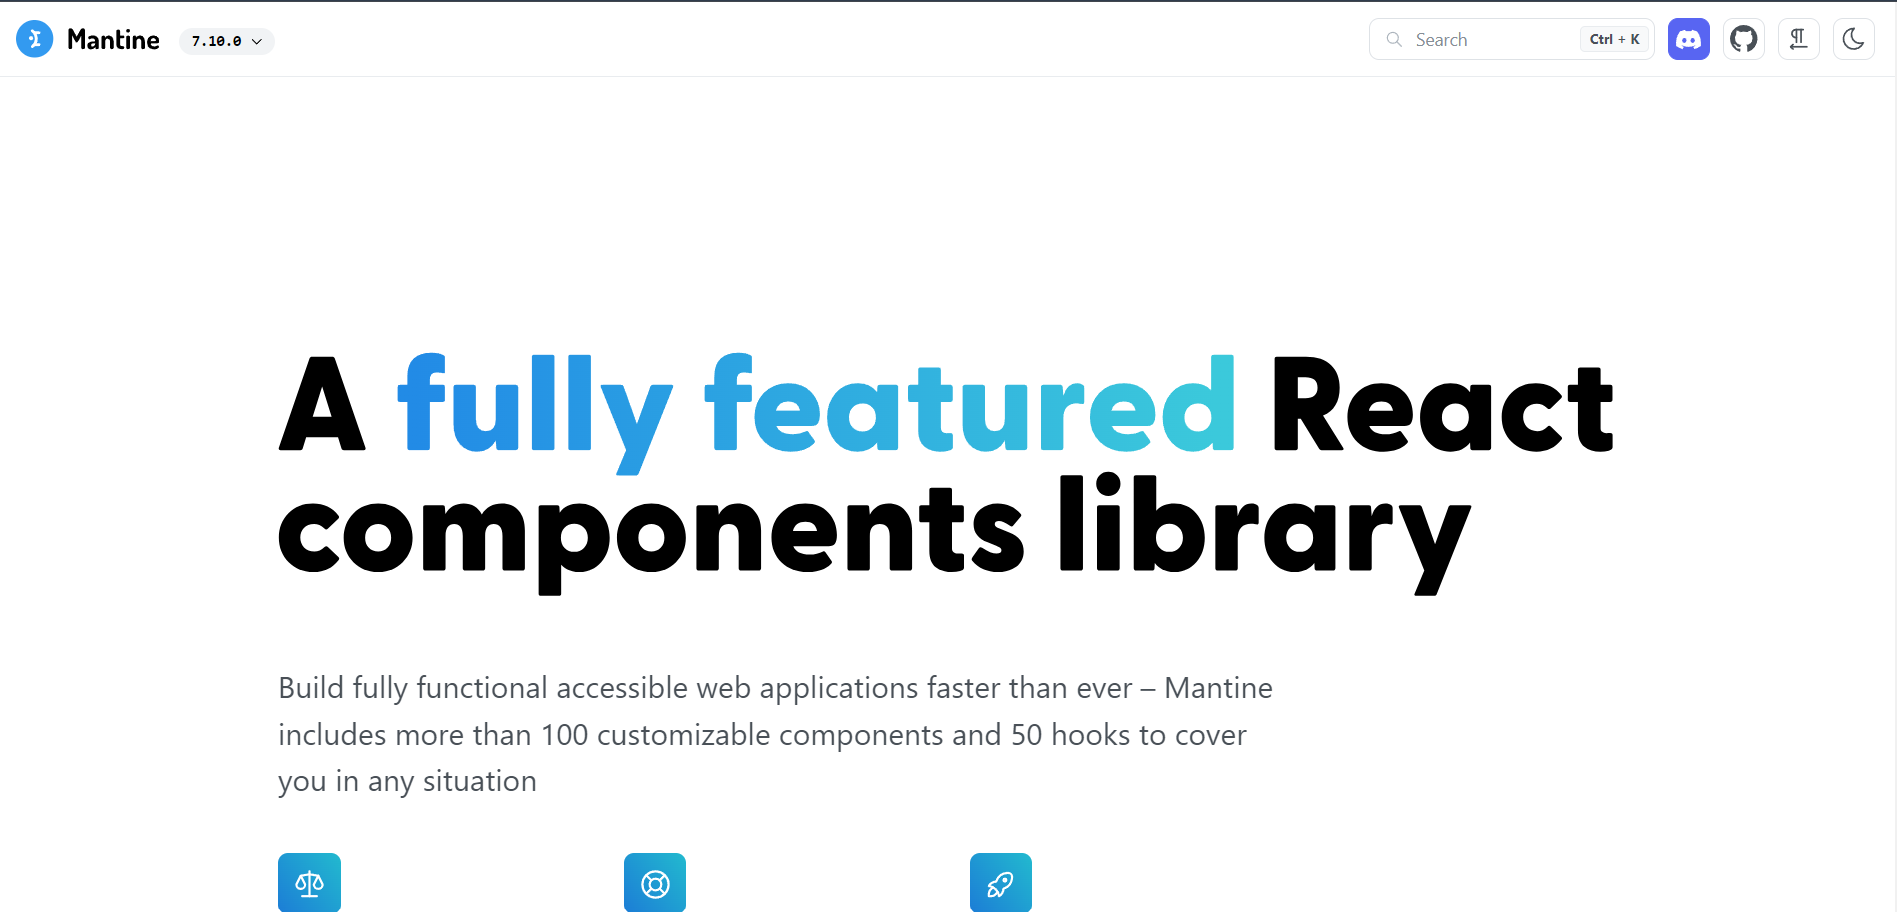 Mantine 7.10.0 Search Ctrl + K
A fully featured React
components library
Build fully functional accessible web applications faster than ever – Mantine
includes more than 100 customizable components and 50 hooks to cover
you in any situation